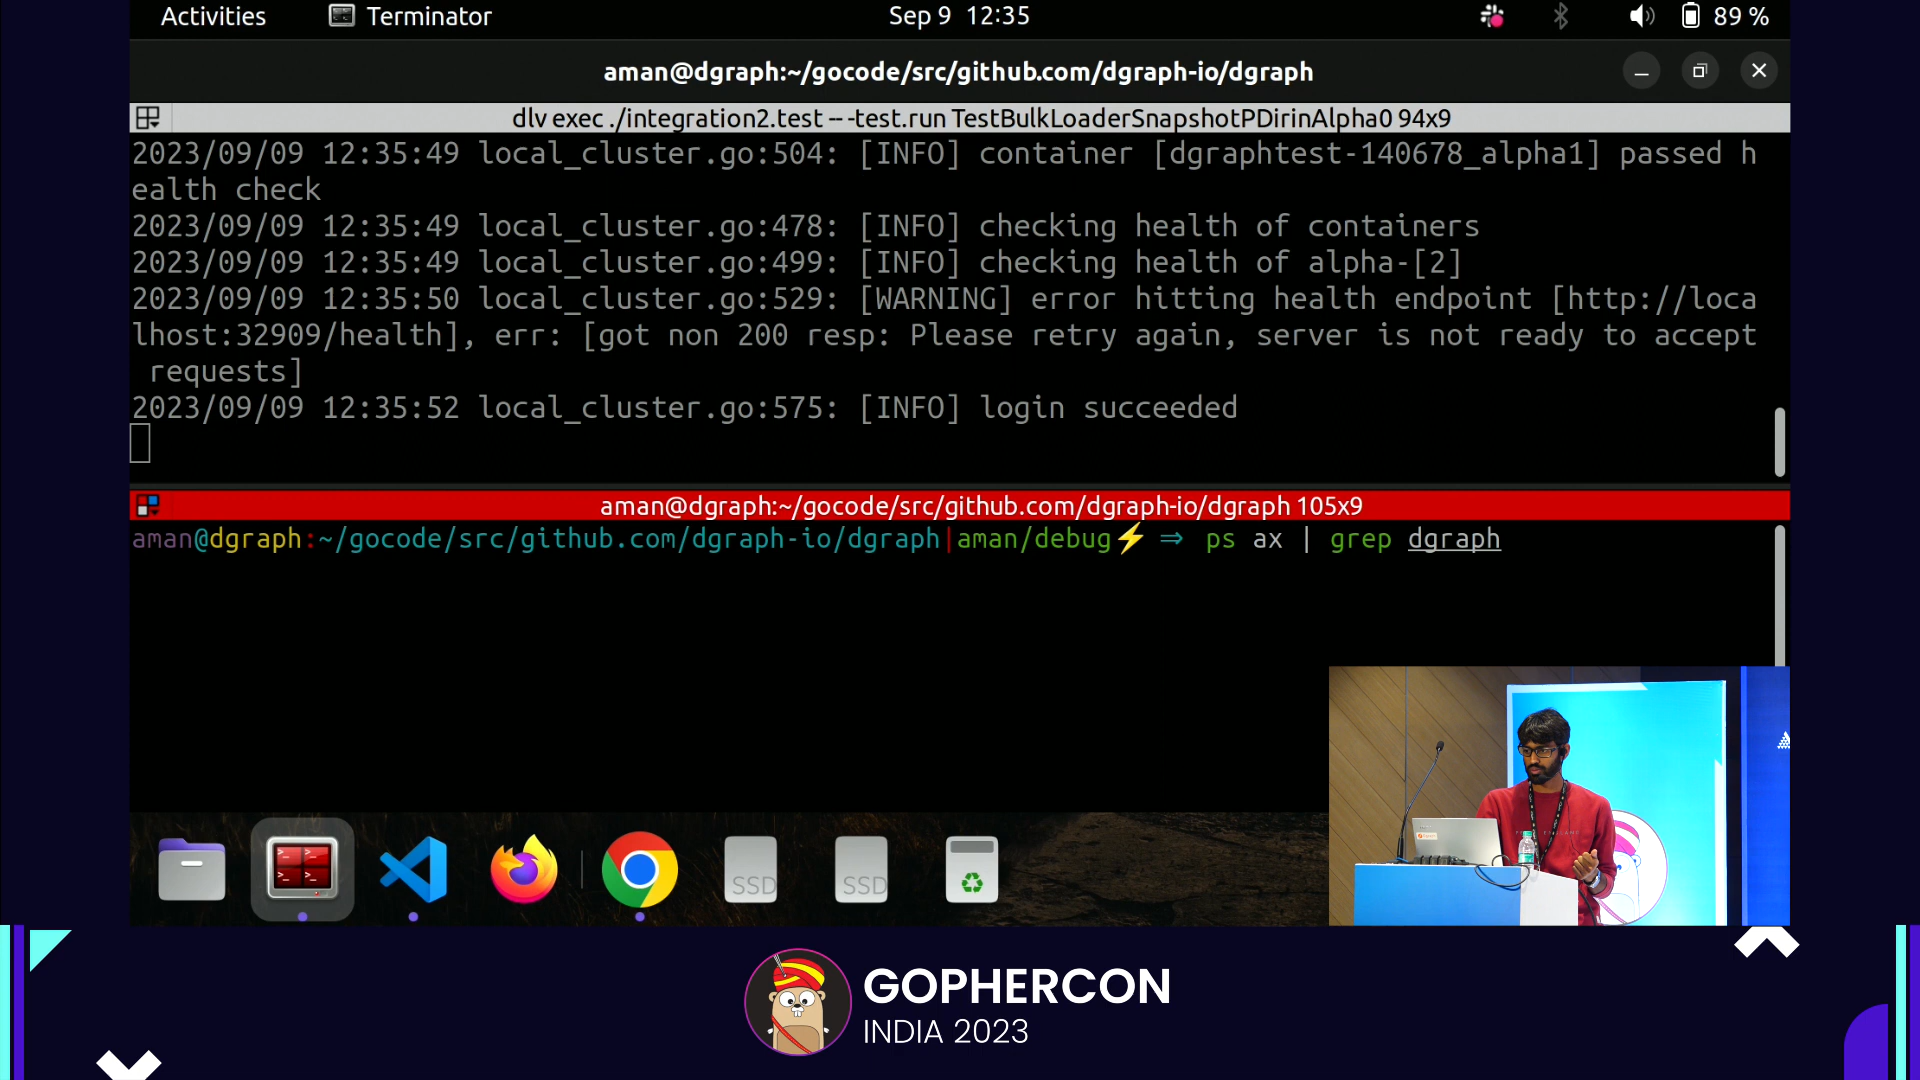 Activities
Terminator
Sep 9 12:35
89 %
aman@dgraph:~/gocode/src/github.com/dgraph-io/dgraph
dlv exec ./integration2.test -- -test.run TestBulkLoaderSnapshotPDirinAlpha0 94x9
2023/09/09 12:35:49 local_cluster.go:504: [INFO] container [dgraphtest-140678_alpha1] passed h
ealth check
2023/09/09 12:35:49 local_cluster.go:478: [INFO] checking health of containers
2023/09/09 12:35:49 local_cluster.go:499: [INFO] checking health of alpha-[2]
2023/09/09 12:35:50 local_cluster.go:529: [WARNING] error hitting health endpoint [http://loca
lhost:32909/health], err: [got non 200 resp: Please retry again, server is not ready to accept
 requests]
2023/09/09 12:35:52 local_cluster.go:575: [INFO] login succeeded
aman@dgraph:~/gocode/src/github.com/dgraph-io/dgraph 105x9
aman@dgraph:~/gocode/src/github.com/dgraph-io/dgraph|aman/debug⚡ ⇒ ps ax | grep dgraph
SSD
SSD
GOPHERCON
INDIA 2023